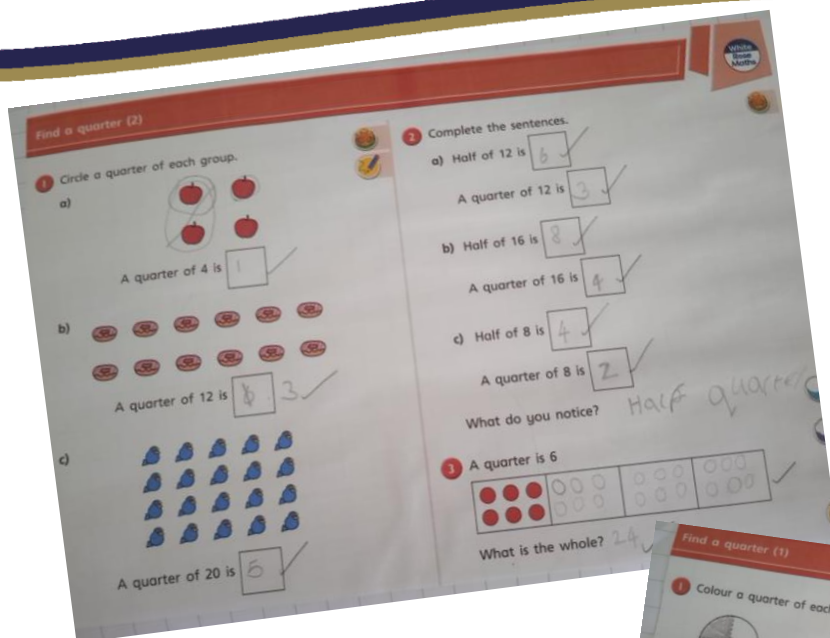 White
Rose
Maths
Find a quarter (2)
1 Circle a quarter of each group.
a)
A quarter of 4 is 1
b)
A quarter of 12 is 3
c)
A quarter of 20 is 5
2 Complete the sentences.
a) Half of 12 is 6
A quarter of 12 is 3
b) Half of 16 is 8
A quarter of 16 is 4
c) Half of 8 is 4
A quarter of 8 is 2
What do you notice? Half quarter
3 A quarter is 6
What is the whole? 24
Find a quarter (1)
1 Colour a quarter of